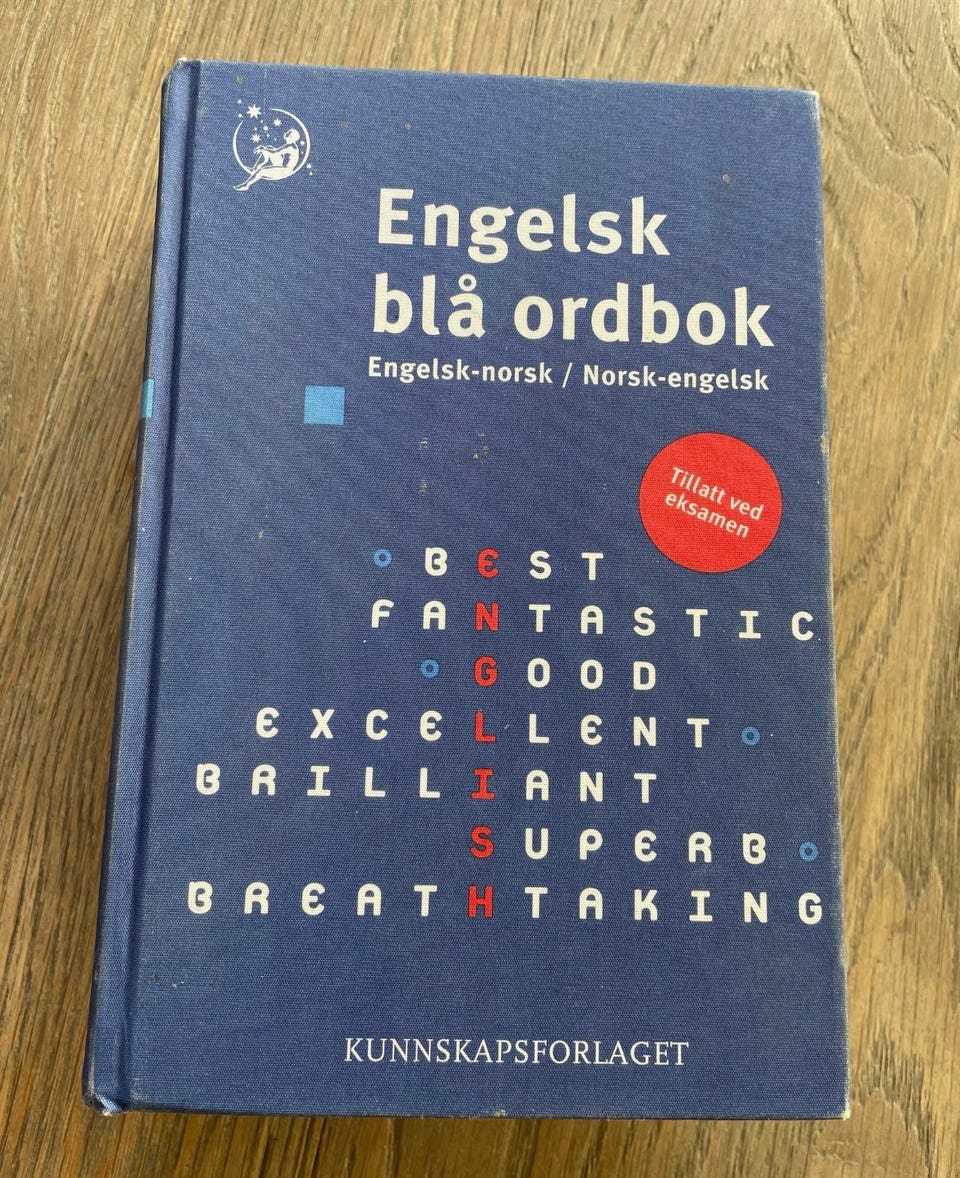 Engelsk
blå ordbok
Engelsk-norsk / Norsk-engelsk
Tillatt ved
eksamen
BEST
FANTASTIC
GOOD
EXCELLENT
BRILLIANT
SUPERB
BREATHTAKING
KUNNSKAPSFORLAGET